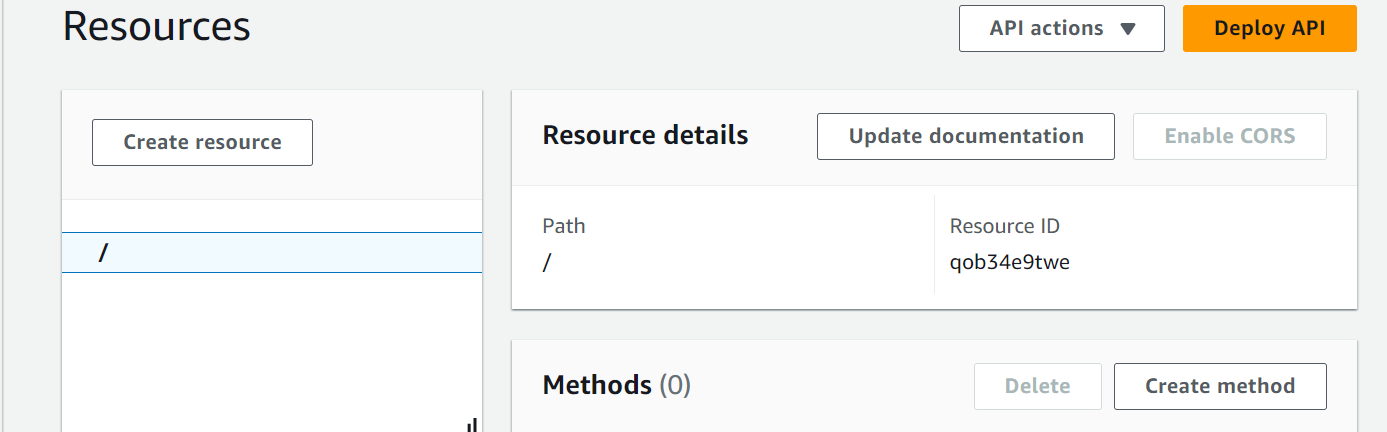 Resources
API actions
Deploy API
Create resource
/
Resource details
Update documentation
Enable CORS
Path
/
Resource ID
qob34e9twe
Methods (0)
Delete
Create method